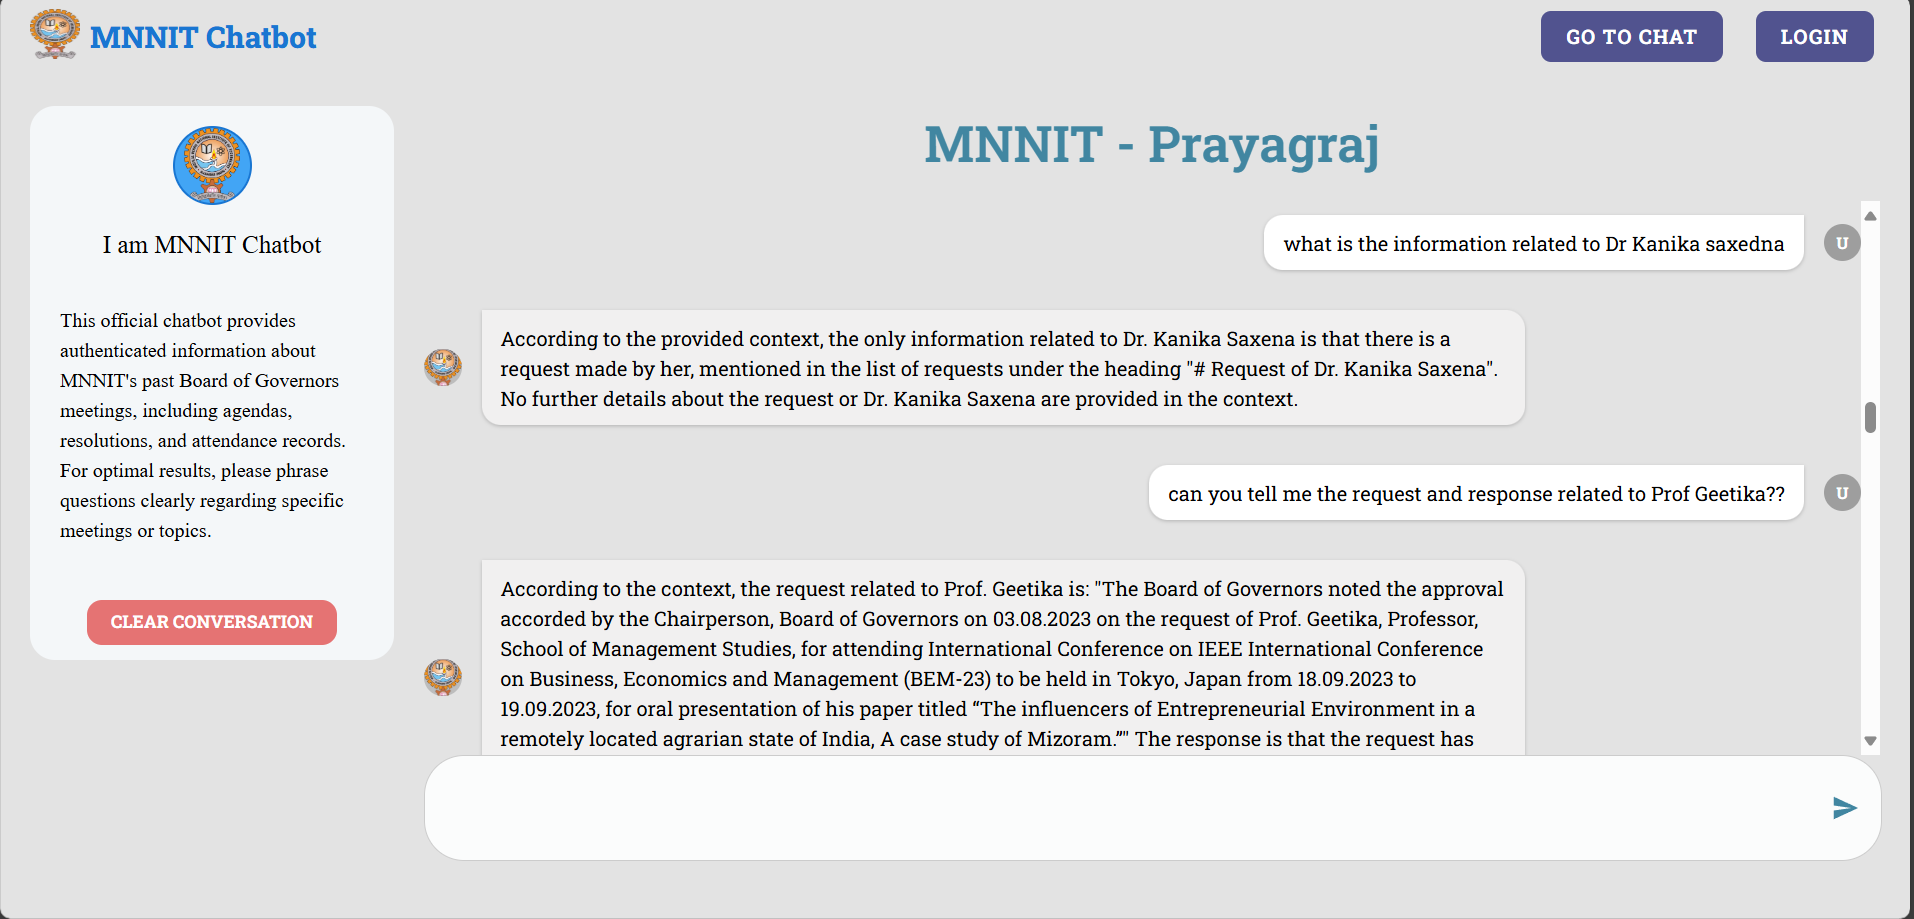 MNNIT Chatbot
GO TO CHAT
LOGIN
I am MNNIT Chatbot
This official chatbot provides
authenticated information about
MNNIT's past Board of Governors
meetings, including agendas,
resolutions, and attendance records.
For optimal results, please phrase
questions clearly regarding specific
meetings or topics.
CLEAR CONVERSATION
MNNIT - Prayagraj
what is the information related to Dr Kanika saxedna
U
According to the provided context, the only information related to Dr. Kanika Saxena is that there is a
request made by her, mentioned in the list of requests under the heading "# Request of Dr. Kanika Saxena".
No further details about the request or Dr. Kanika Saxena are provided in the context.
can you tell me the request and response related to Prof Geetika??
U
According to the context, the request related to Prof. Geetika is: "The Board of Governors noted the approval
accorded by the Chairperson, Board of Governors on 03.08.2023 on the request of Prof. Geetika, Professor,
School of Management Studies, for attending International Conference on IEEE International Conference
on Business, Economics and Management (BEM-23) to be held in Tokyo, Japan from 18.09.2023 to
19.09.2023, for oral presentation of his paper titled “The influencers of Entrepreneurial Environment in a
remotely located agrarian state of India, A case study of Mizoram.”" The response is that the request has